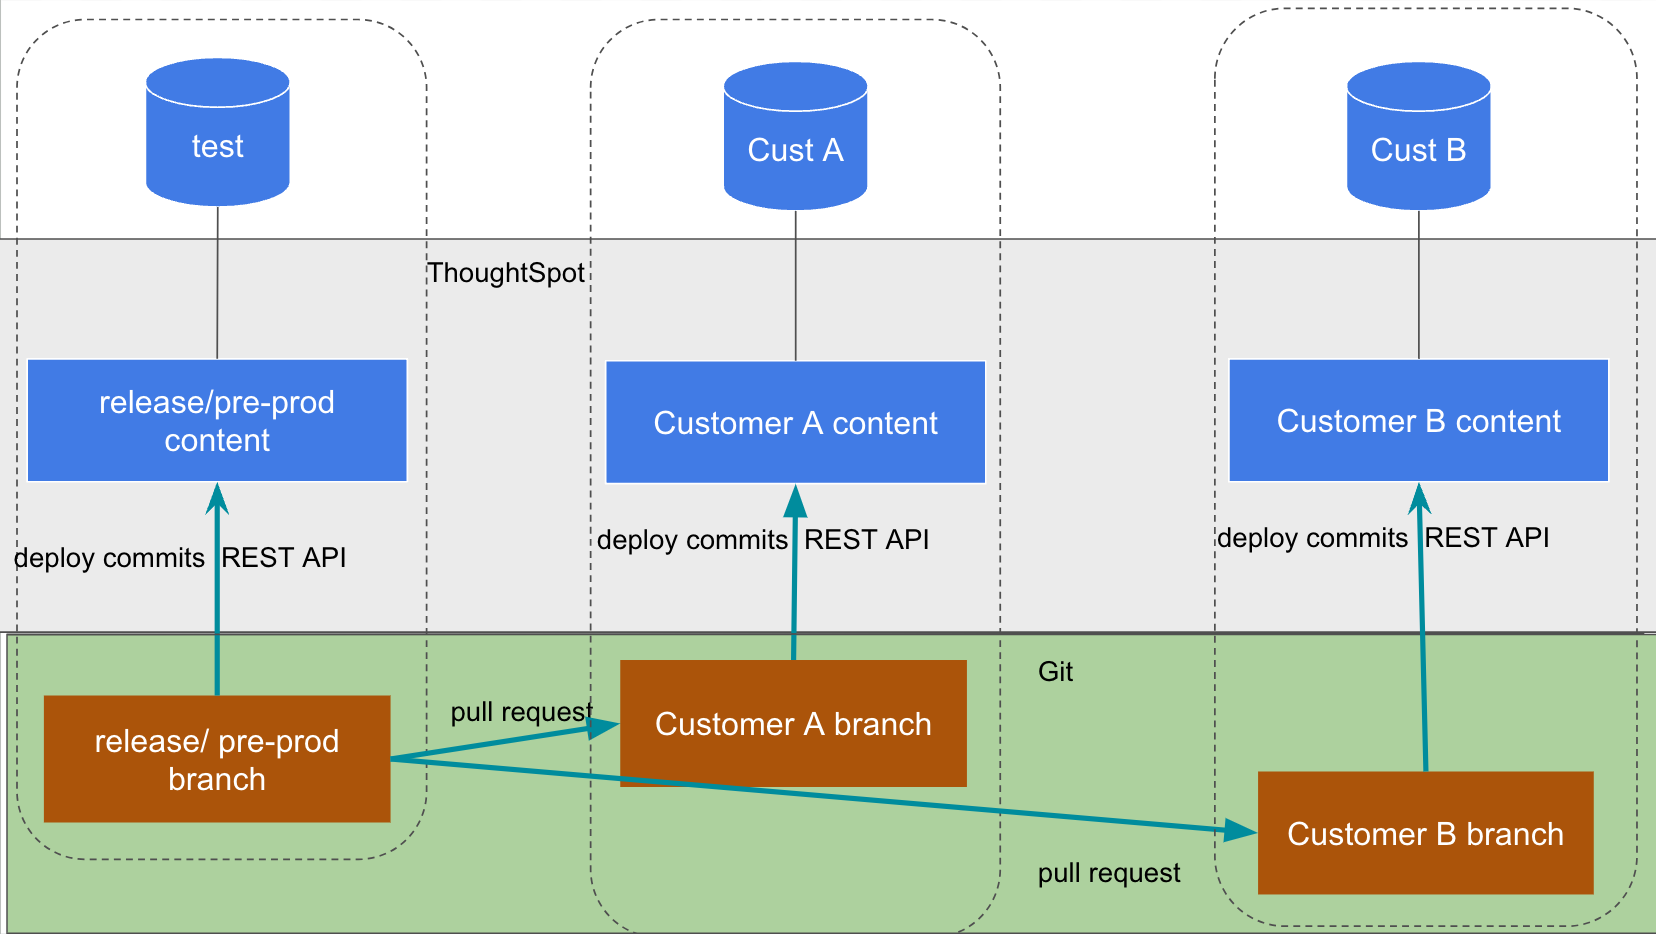 test
Cust A
Cust B
ThoughtSpot
release/pre-prod
content
Customer A content
Customer B content
deploy commits
REST API
deploy commits
REST API
deploy commits
REST API
Git
pull request
release/ pre-prod
branch
Customer A branch
Customer B branch
pull request